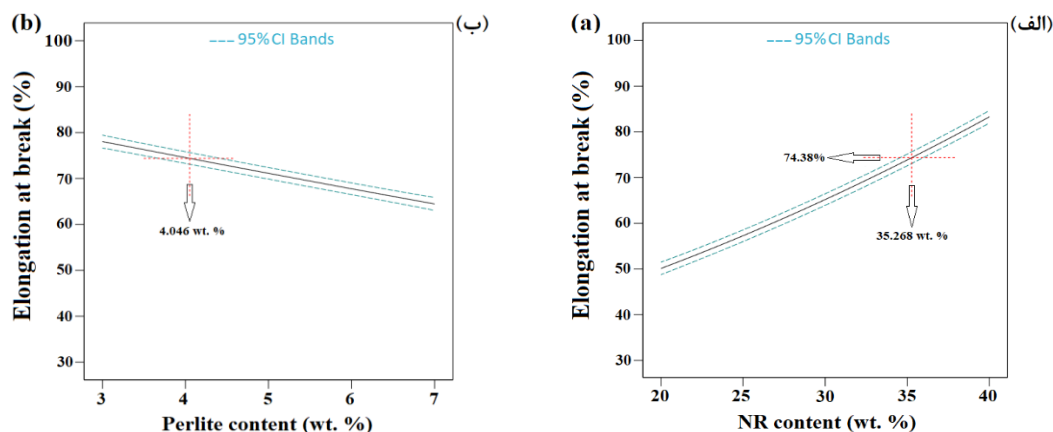 (b)
(ب)
--- 95% CI Bands
Elongation at break (%)
100
90
80
70
60
50
40
30
4.046 wt. %
3 4 5 6 7
Perlite content (wt. %)
(a)
(الف)
--- 95% CI Bands
Elongation at break (%)
100
90
80
70
60
50
40
30
74.38%
35.268 wt. %
20 25 30 35 40
NR content (wt. %)